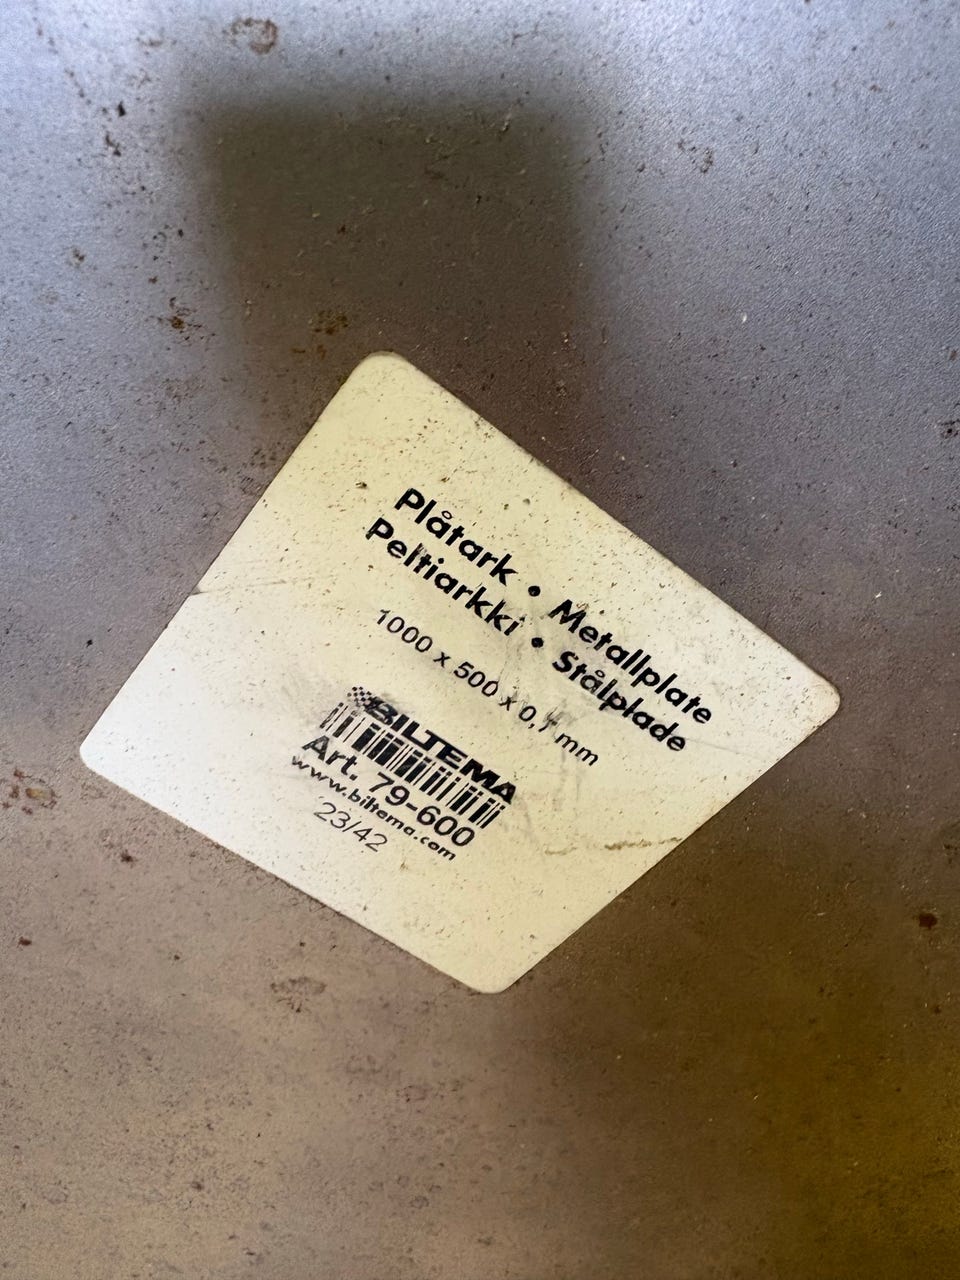 Plåtark • Metallplate
Peltiarkki • Stålplade
1000 x 500 x 0,7 mm
BILTEMA
Art. 79-600
www.biltema.com
23/42